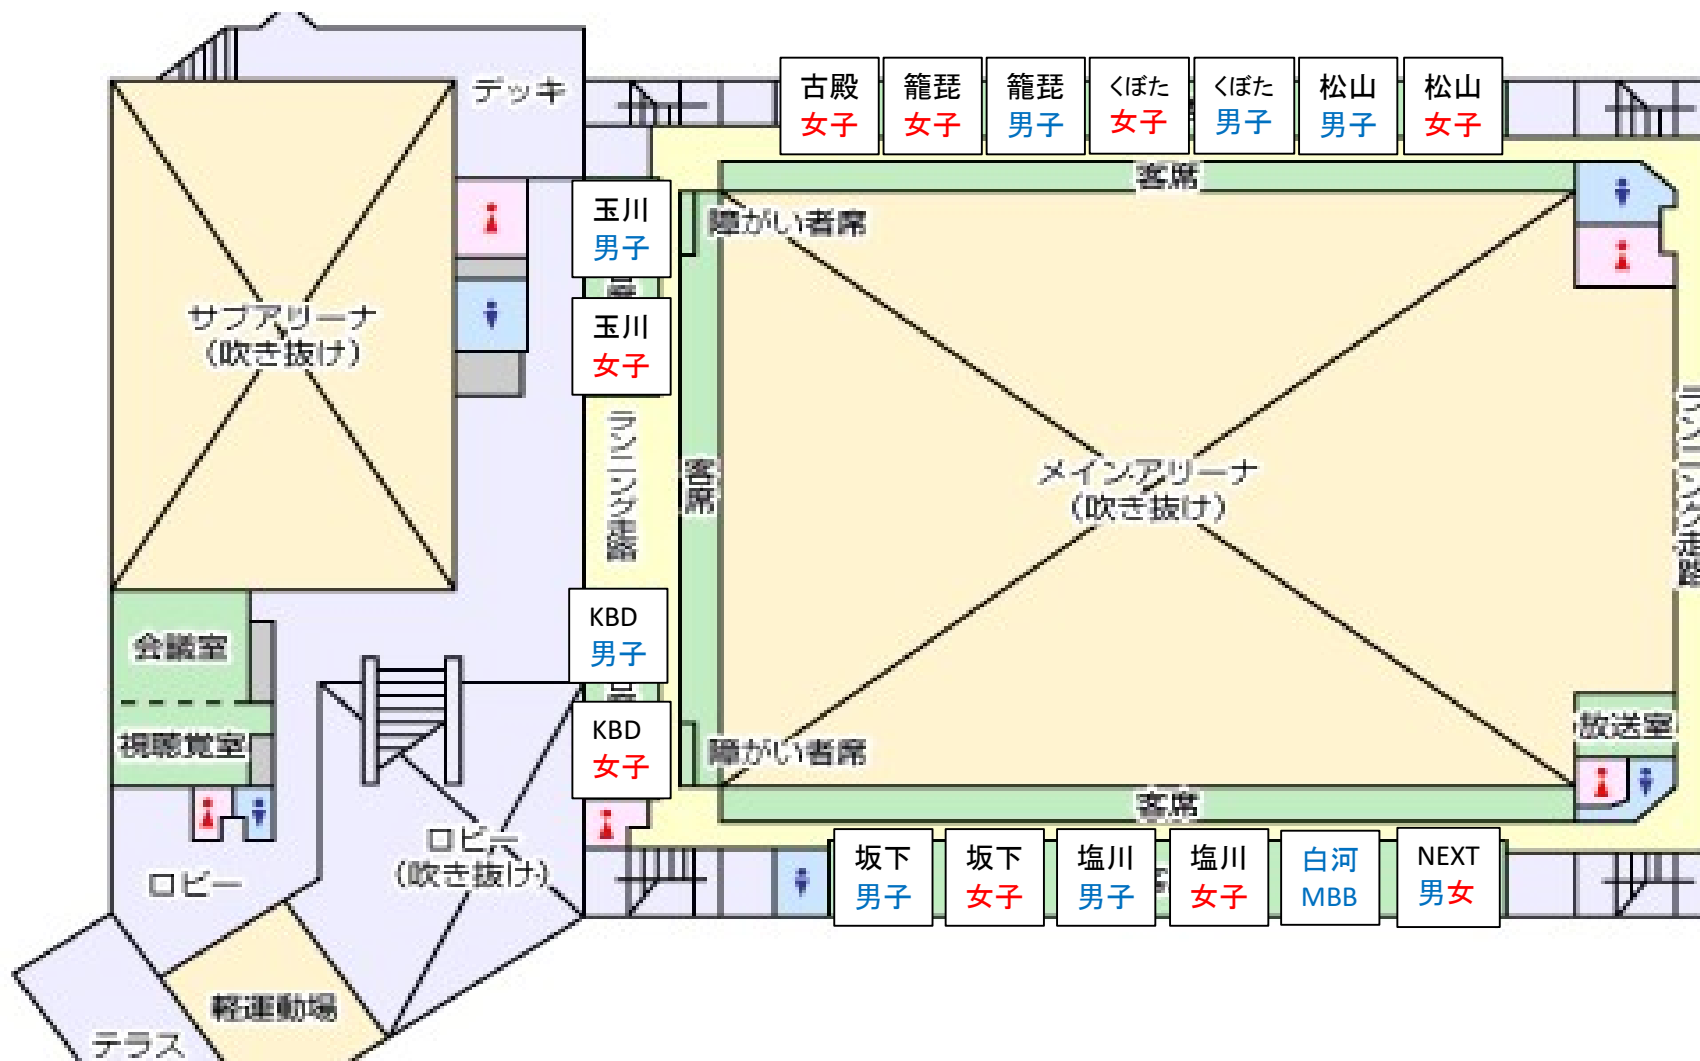 デッキ
古殿
女子
籠琵
女子
籠琵
男子
くぼた
女子
くぼた
男子
松山
男子
松山
女子
客席
玉川
男子
障がい者席
サブアリーナ
(吹き抜け)
玉川
女子
ランニング走路
客席
メインアリーナ
(吹き抜け)
ランニング走路
KBD
男子
会議室
視聴覚室
KBD
女子
障がい者席
放送室
客席
ロビー
(吹き抜け)
ロビー
坂下
男子
坂下
女子
塩川
男子
塩川
女子
白河
MBB
NEXT
男女
軽運動場
テラス